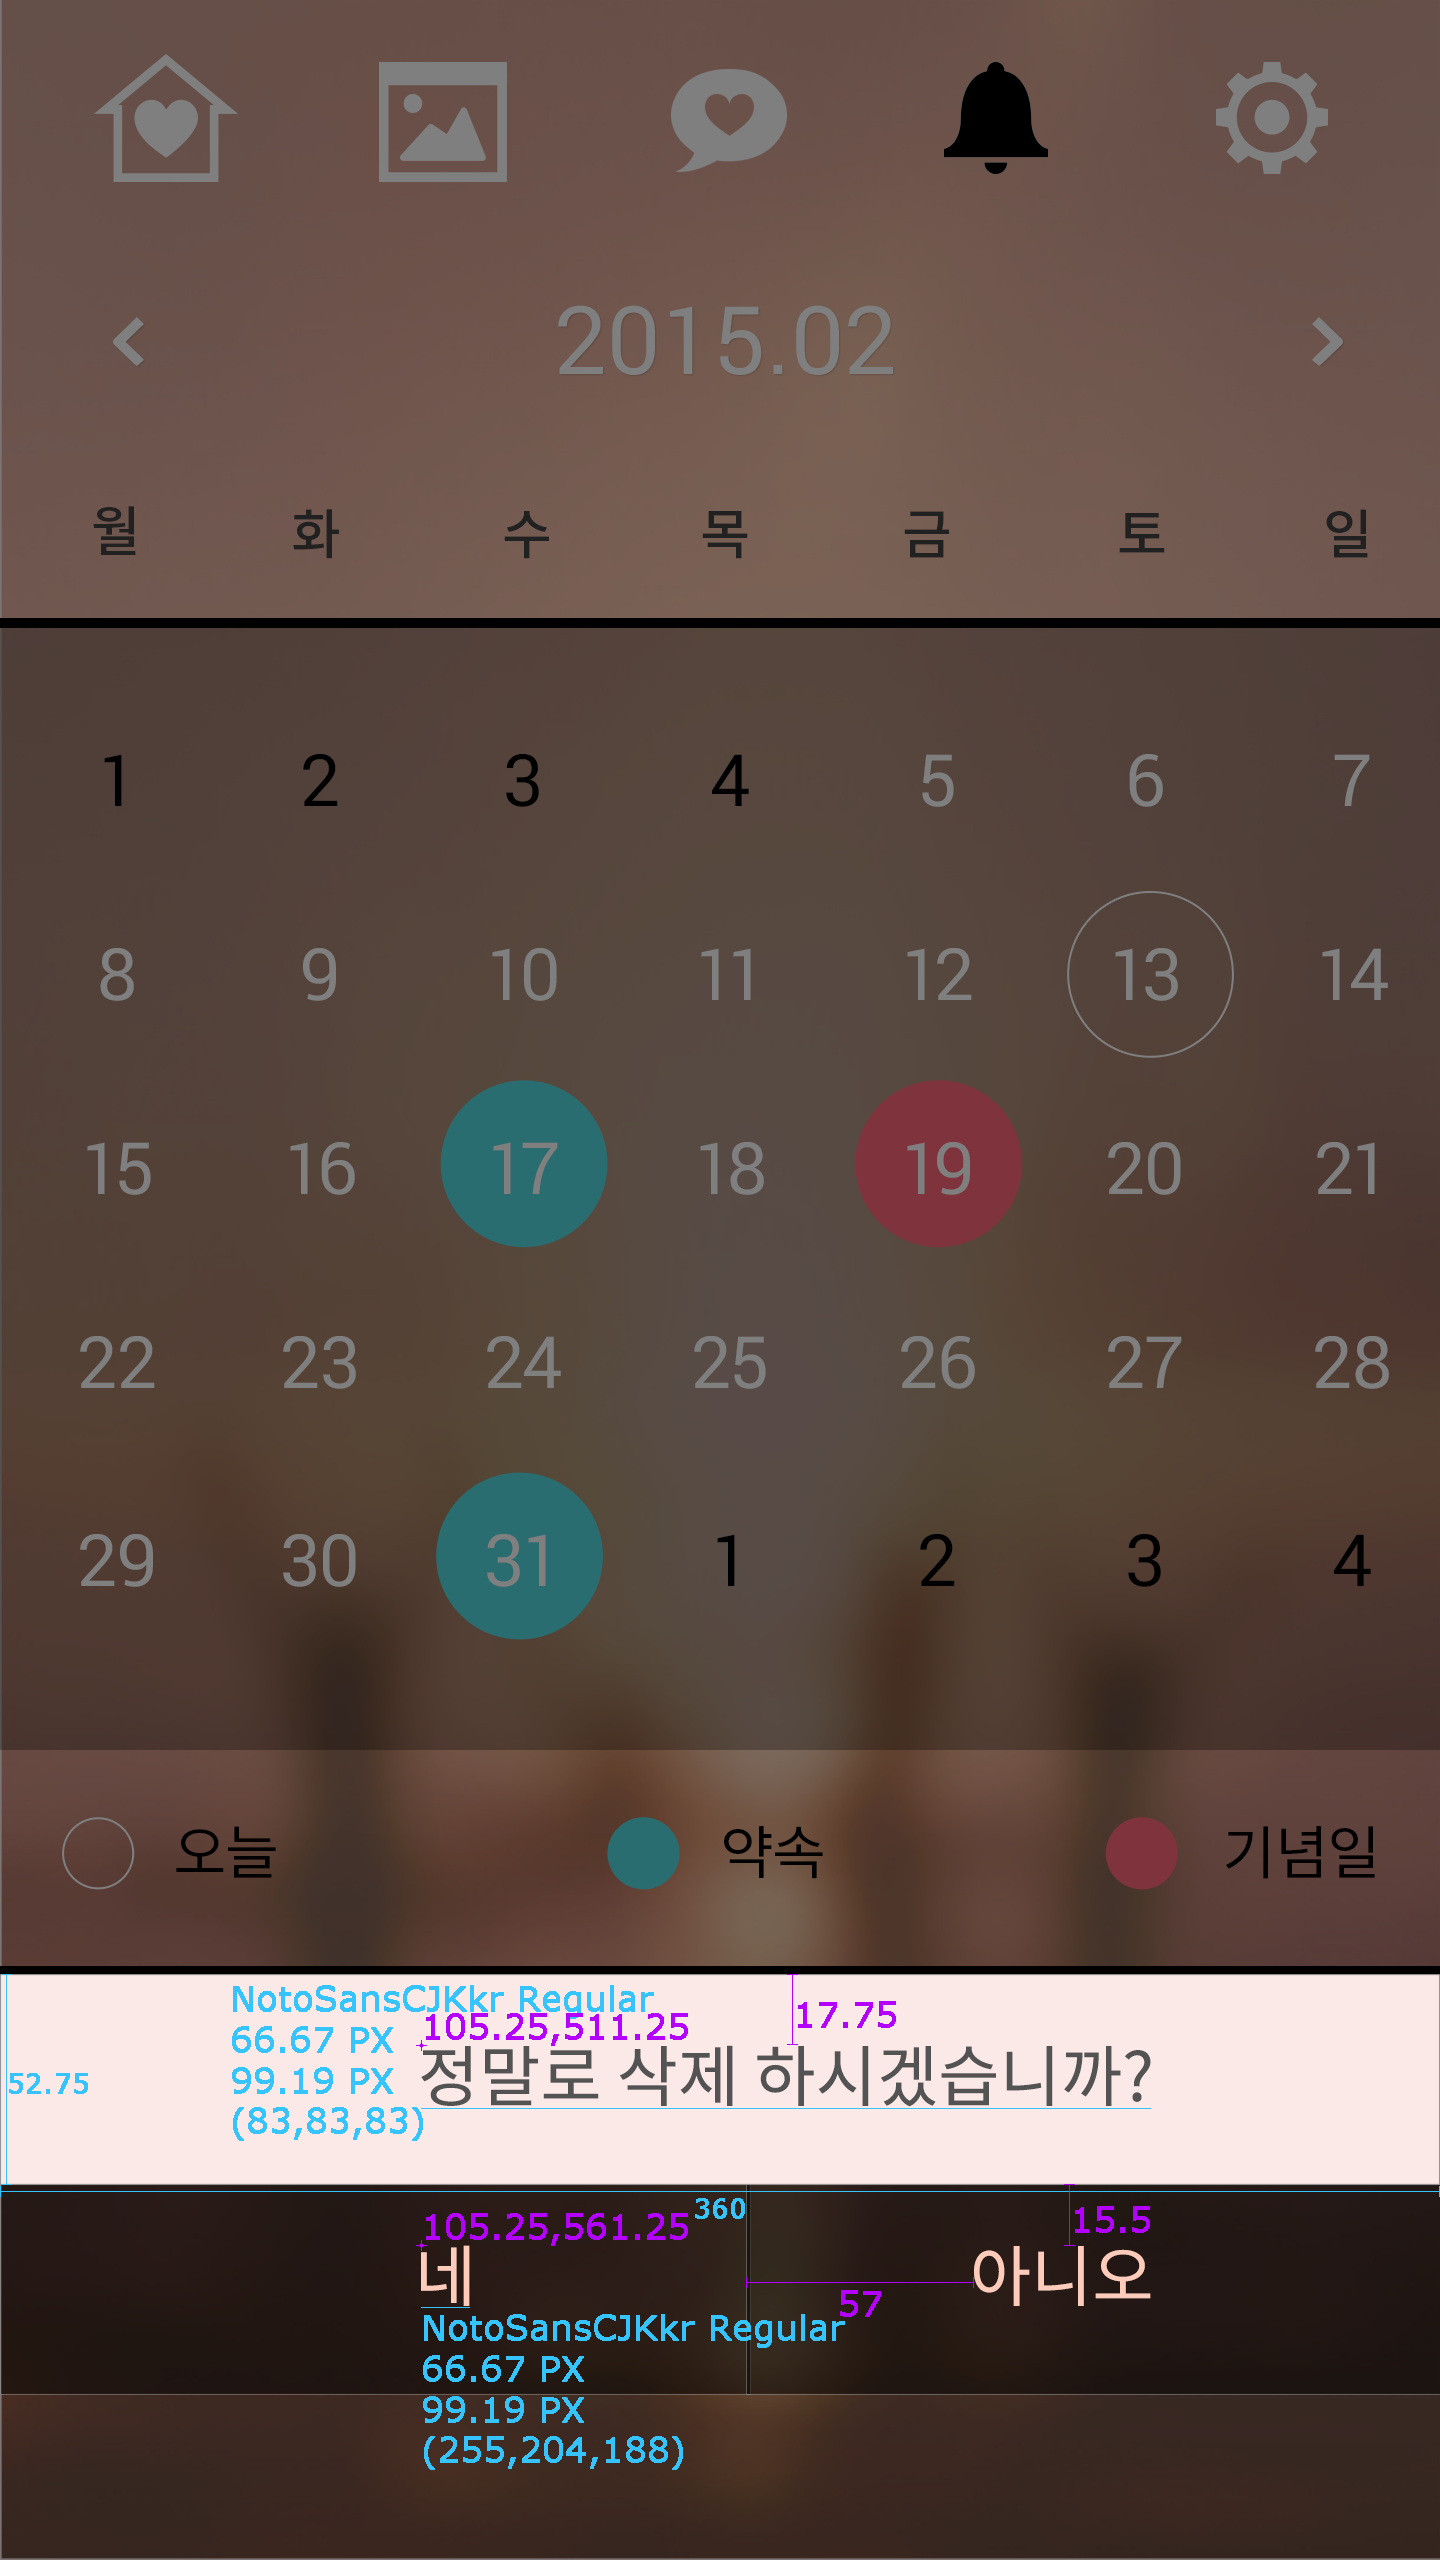 2015.02
월 화 수 목 금 토 일
1 2 3 4 5 6 7
8 9 10 11 12 13 14
15 16 17 18 19 20 21
22 23 24 25 26 27 28
29 30 31 1 2 3 4
오늘 약속 기념일
NotoSansCJKkr Regular
105.25,511.25
17.75
66.67 PX
정말로 삭제 하시겠습니까?
52.75
99.19 PX
(83,83,83)
360
105.25,561.25
15.5
네 아니오
57
NotoSansCJKkr Regular
66.67 PX
99.19 PX
(255,204,188)